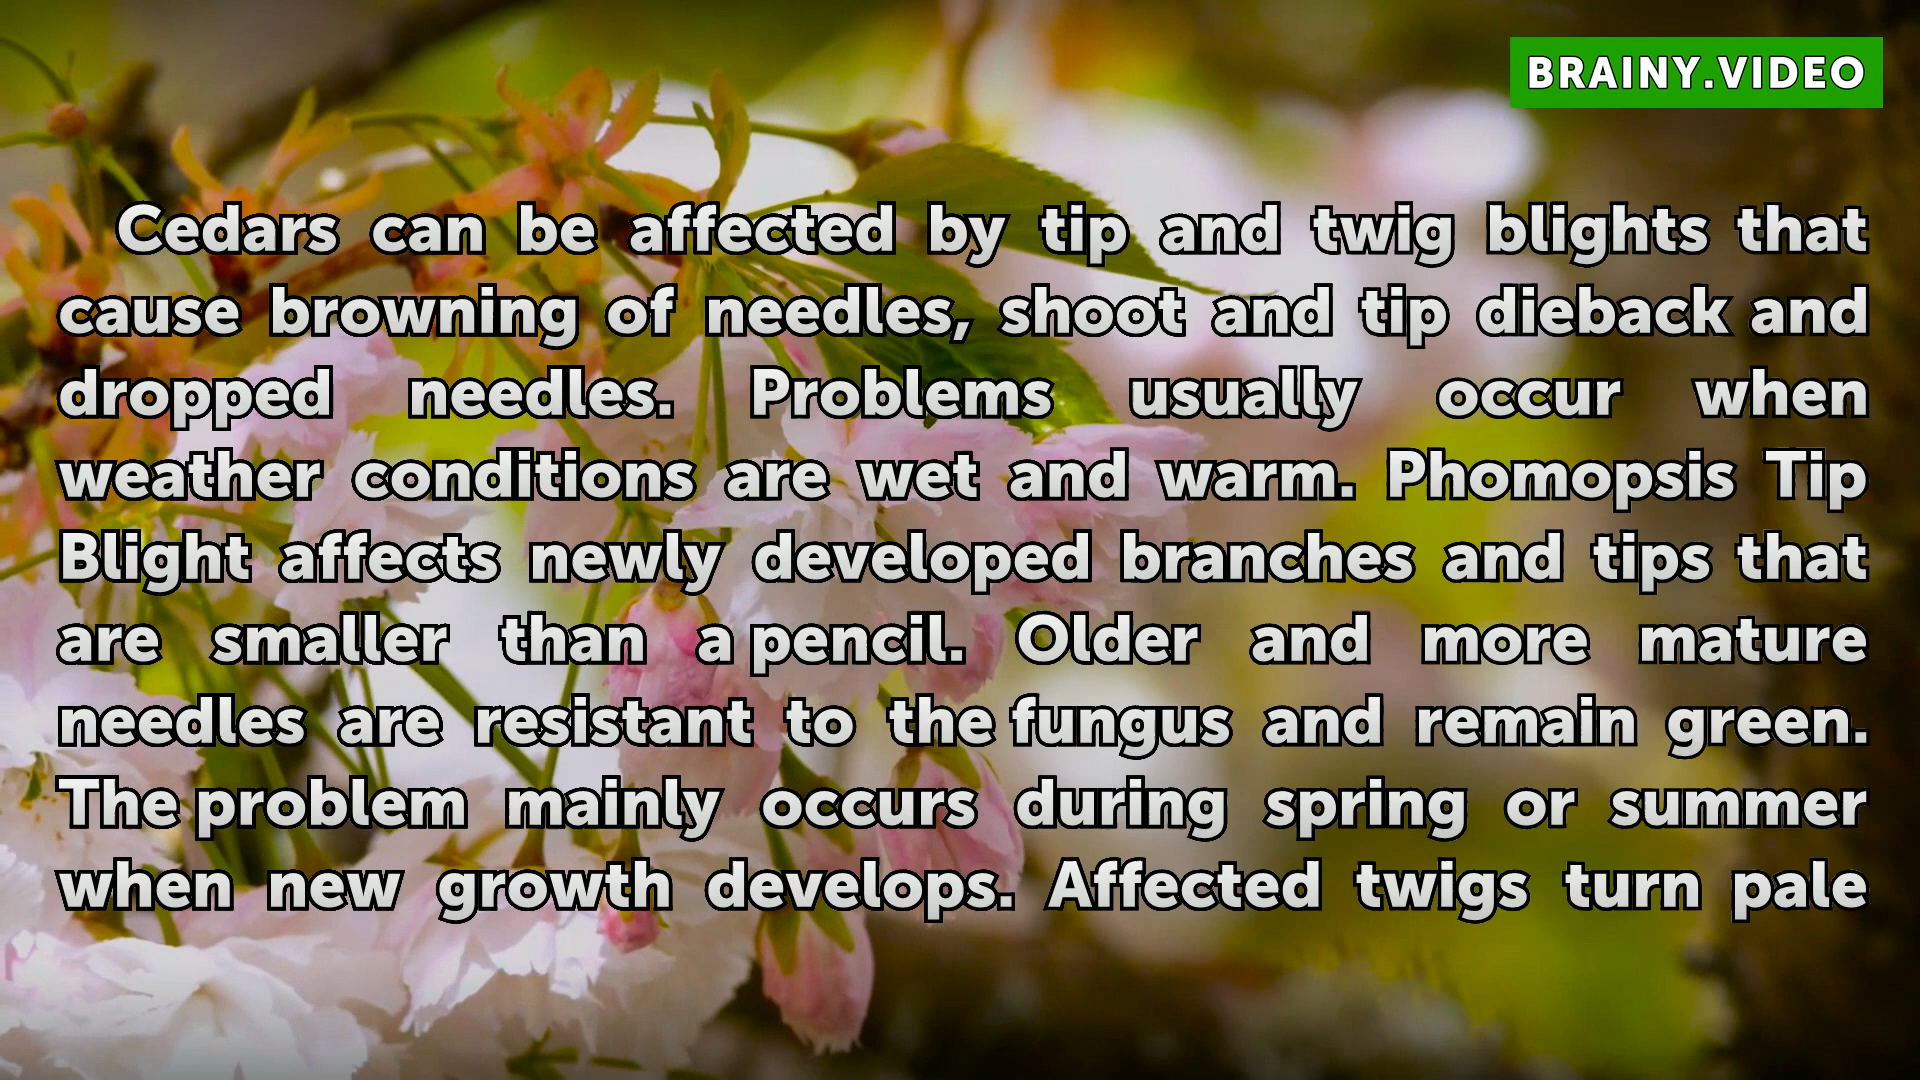 BRAINY.VIDEO
Cedars can be affected by tip and twig blights that
cause browning of needles, shoot and tip dieback and
dropped needles. Problems usually occur when
weather conditions are wet and warm. Phomopsis Tip
Blight affects newly developed branches and tips that
are smaller than a pencil. Older and more mature
needles are resistant to the fungus and remain green.
The problem mainly occurs during spring or summer
when new growth develops. Affected twigs turn pale